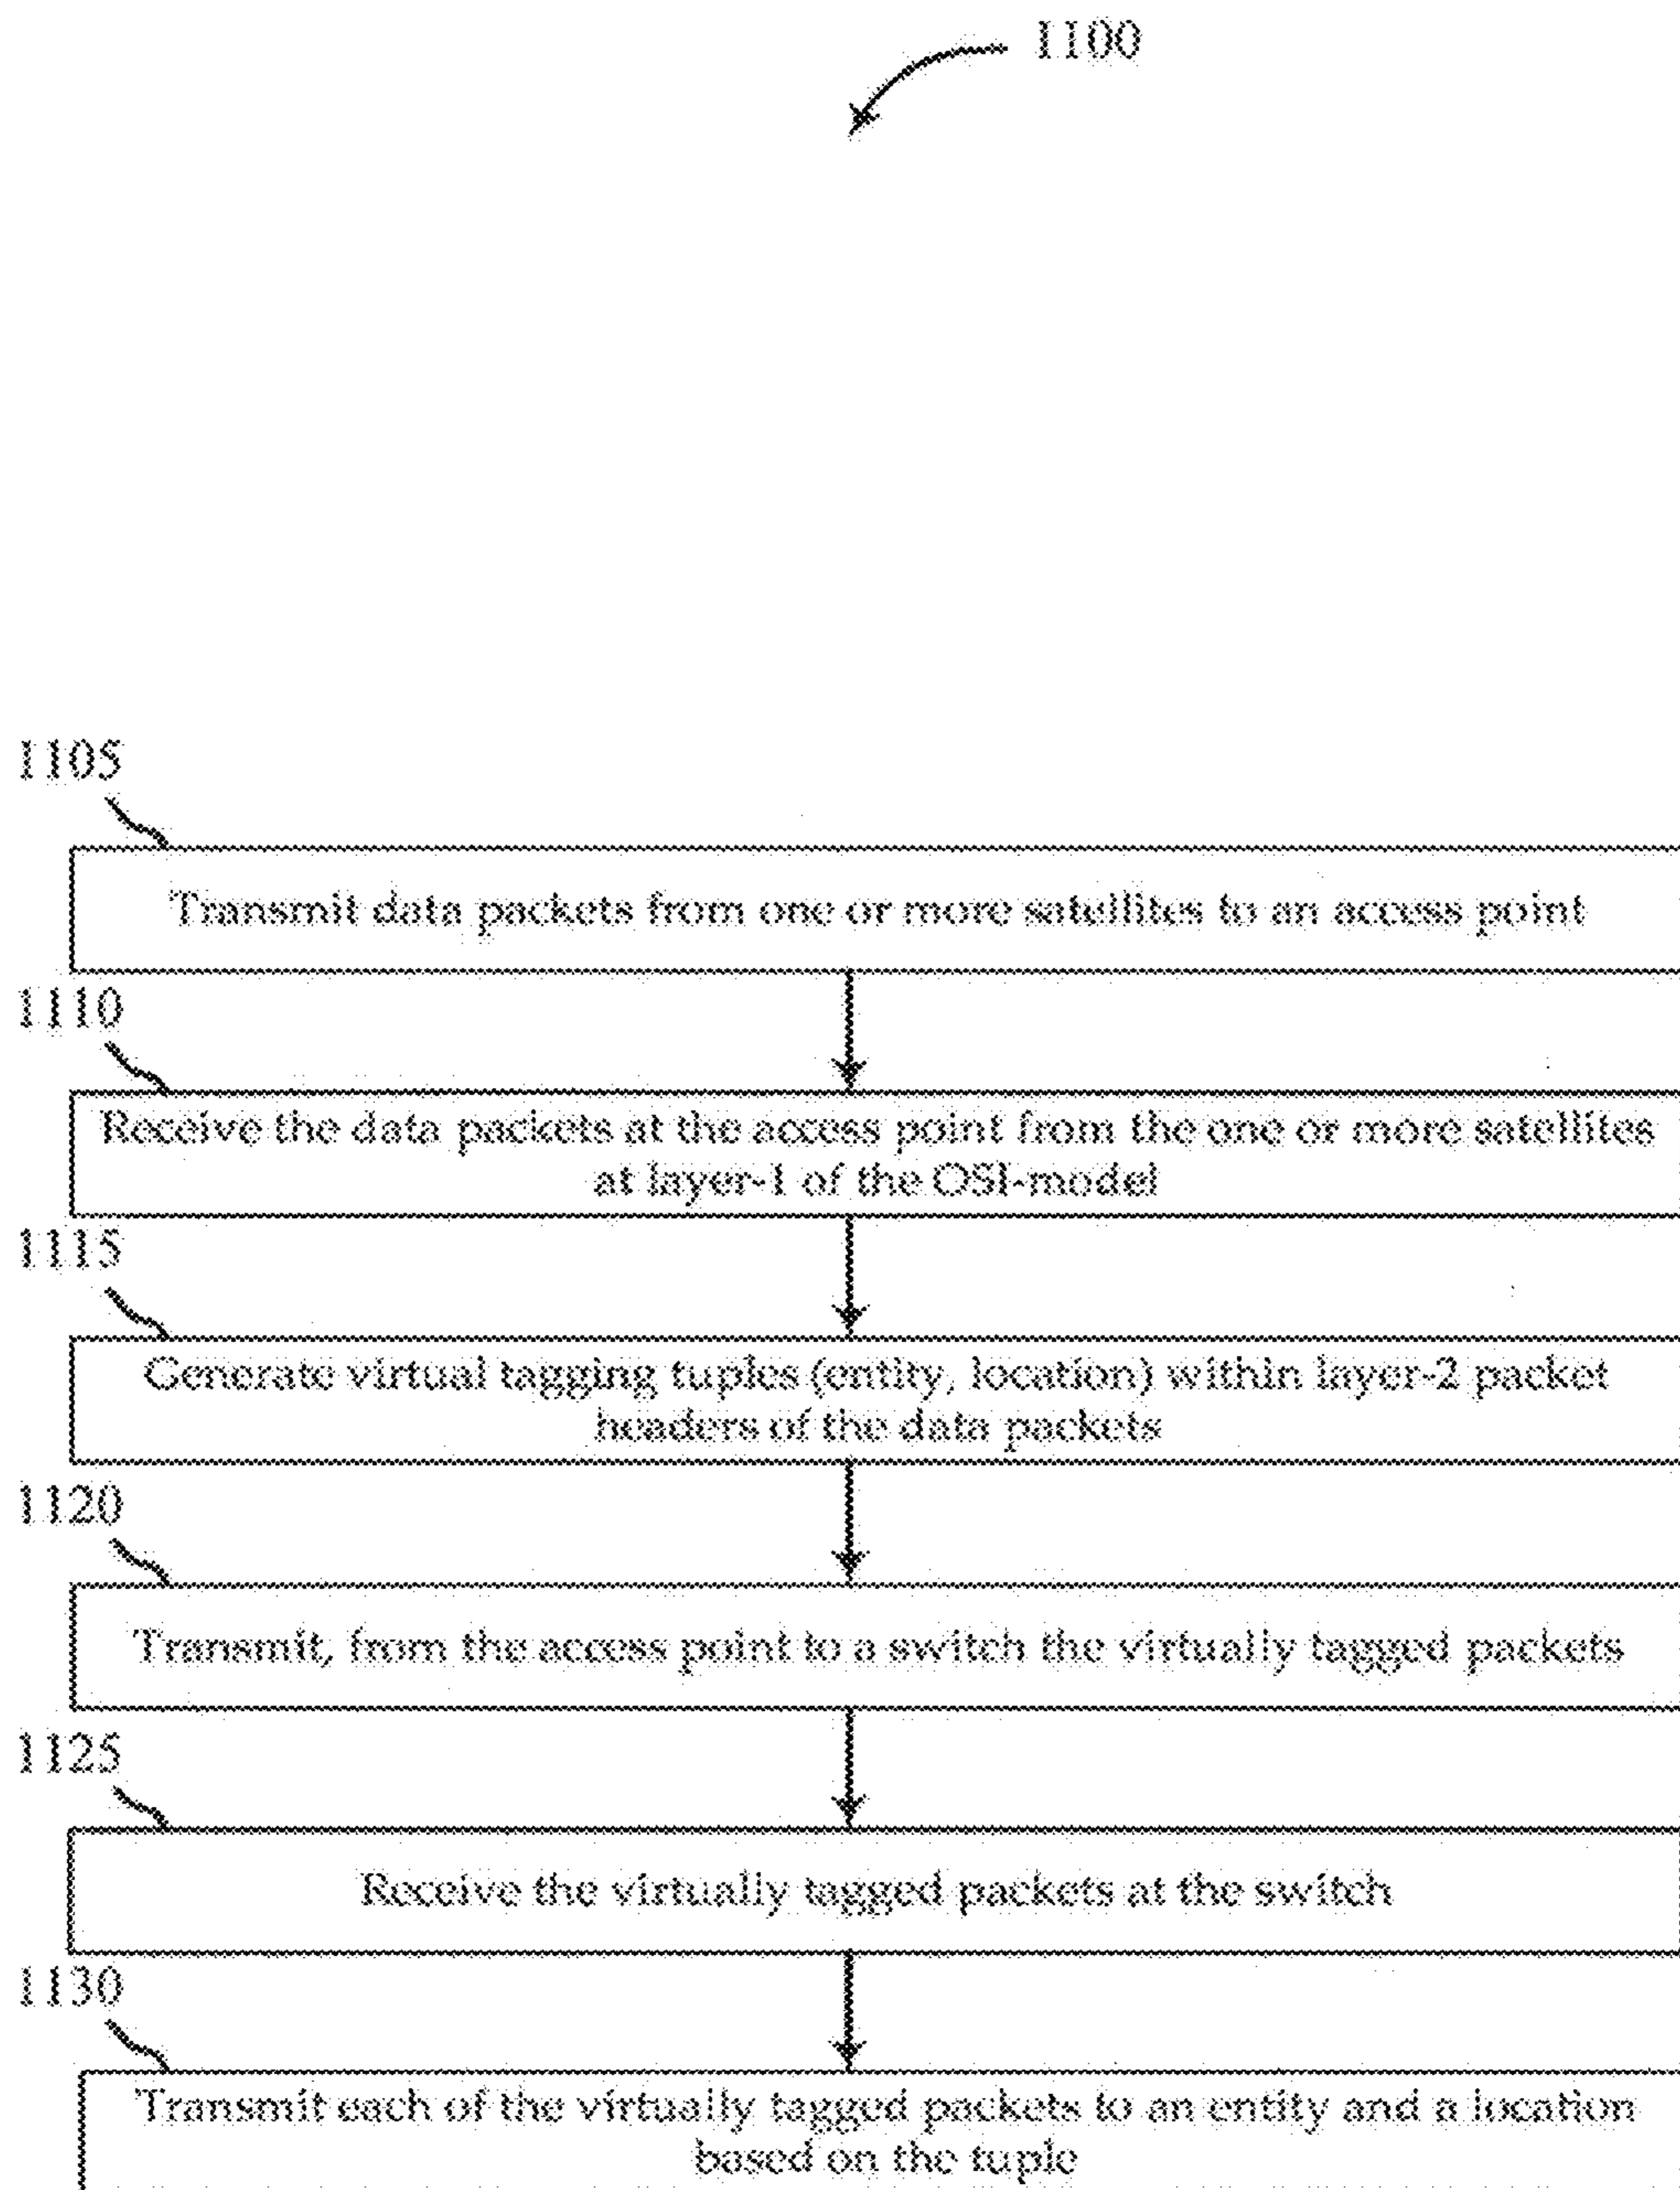 1100
1105
Transmit data packets from one or more satellites to an access point
1110
Receive the data packets at the access point from the one or more satellites
at layer-1 of the OSI-model
1115
Generate virtual tagging tuples (entity, location) within layer-2 packet
headers of the data packets
1120
Transmit, from the access point to a switch the virtually tagged packets
1125
Receive the virtually tagged packets at the switch
1130
Transmit each of the virtually tagged packets to an entity and a location
based on the tuple